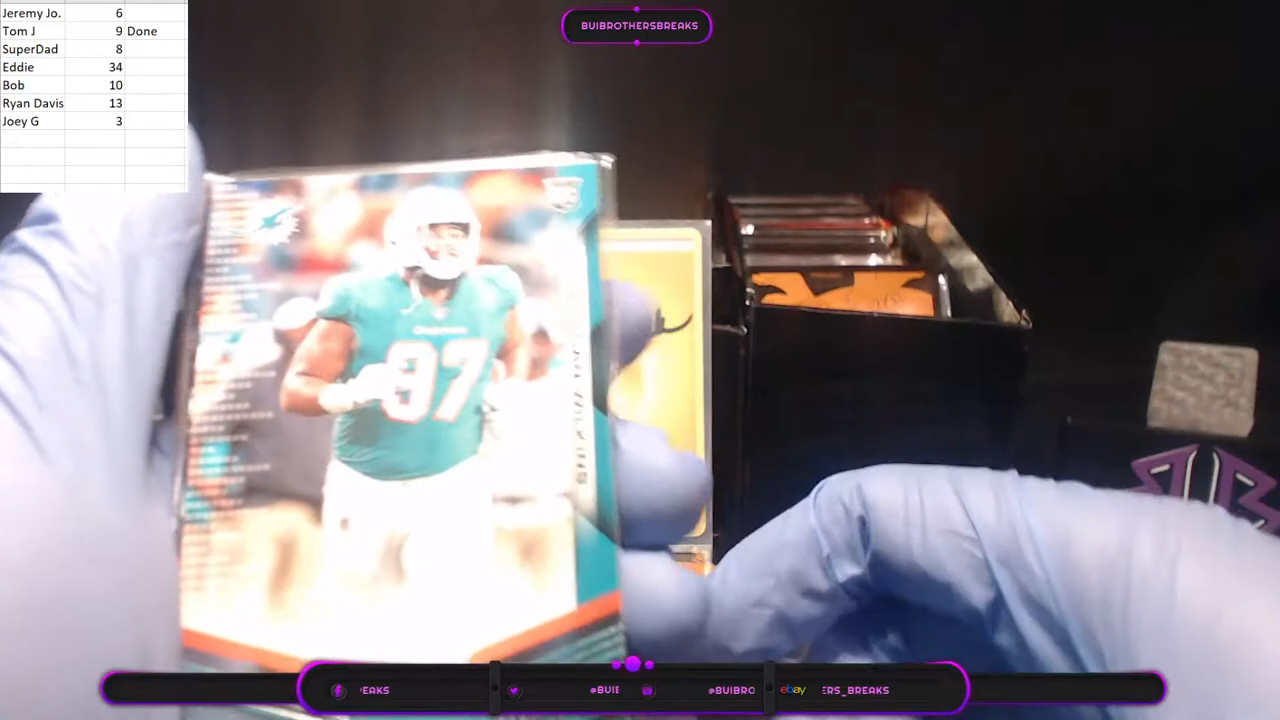 Jeremy Jo. 6
Tom J 9 Done
SuperDad 8
Eddie 34
Bob 10
Ryan Davis 13
Joey G 3
BUIBROTHERSBREAKS
97
EAKS
@BUIE
@BUIBRO
ebay ERS_BREAKS